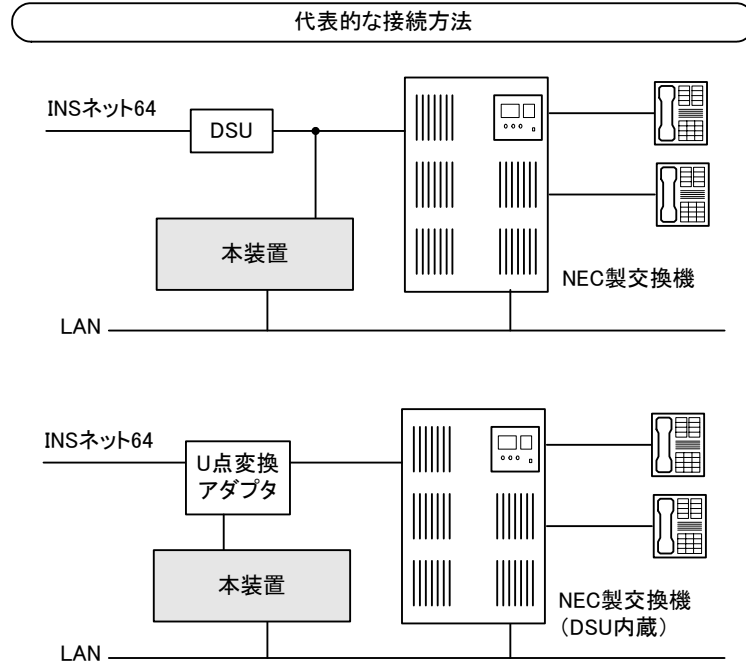 代表的な接続方法
INSネット64
DSU
本装置
NEC製交換機
LAN
INSネット64
U点変換
アダプタ
本装置
NEC製交換機
（DSU内蔵）
LAN